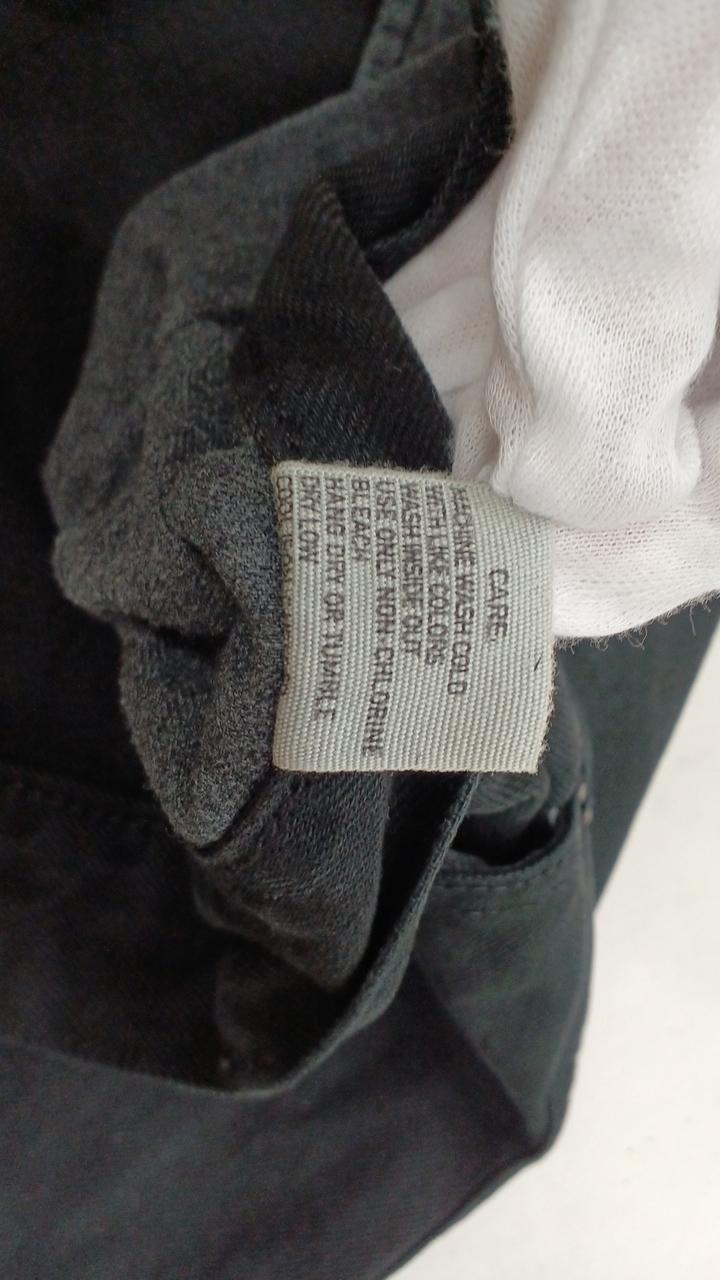 CARE:
MACHINE WASH COLD
WITH LIKE COLORS
WASH INSIDE OUT
USE ONLY NON-CHLORINE
BLEACH
HANG DRY OR TUMBLE
DRY LOW
COOL